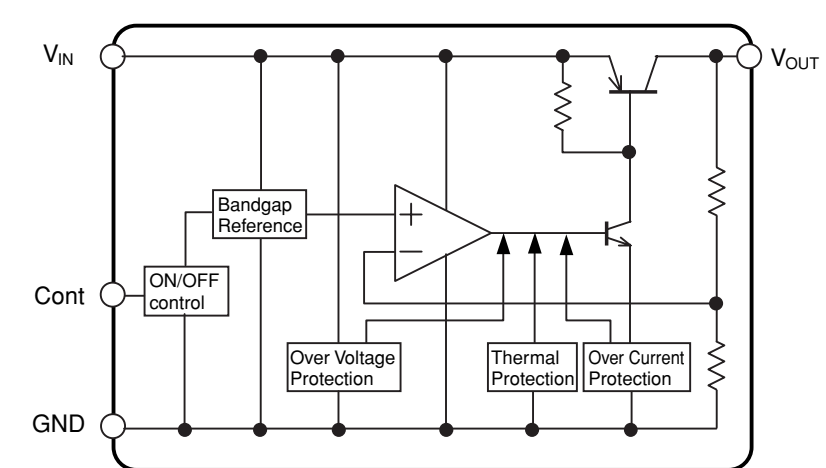 VIN
VOUT
Bandgap
Reference
+
−
Cont
ON/OFF
control
Over Voltage
Protection
Thermal
Protection
Over Current
Protection
GND